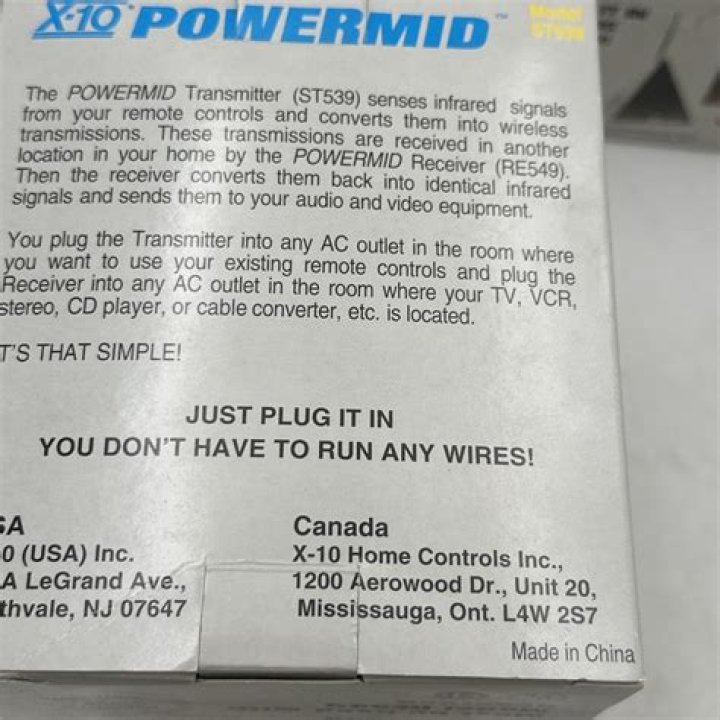 X-10® POWERMID™
Model
The POWERMID Transmitter (ST539) senses infrared signals
from your remote controls and converts them into wireless
transmissions. These transmissions are received in another
location in your home by the POWERMID Receiver (RE549).
Then the receiver converts them back into identical infrared
signals and sends them to your audio and video equipment.
You plug the Transmitter into any AC outlet in the room where
you want to use your existing remote controls and plug the
Receiver into any AC outlet in the room where your TV, VCR,
stereo, CD player, or cable converter, etc. is located.
T'S THAT SIMPLE!
JUST PLUG IT IN
YOU DON'T HAVE TO RUN ANY WIRES!
SA
0 (USA) Inc.
A LeGrand Ave.,
thvale, NJ 07647
Canada
X-10 Home Controls Inc.,
1200 Aerowood Dr., Unit 20,
Mississauga, Ont. L4W 2S7
Made in China